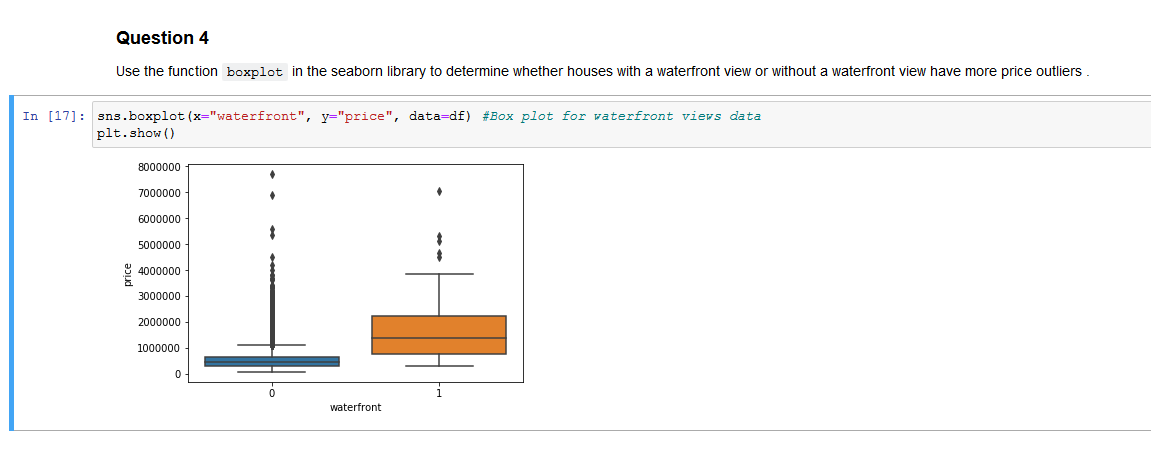 Question 4
Use the function boxplot in the seaborn library to determine whether houses with a waterfront view or without a waterfront view have more price outliers .
In [17]: sns.boxplot(x="waterfront", y="price", data=df) #Box plot for waterfront views data
plt.show()
8000000
7000000
6000000
5000000
4000000
3000000
2000000
1000000
0
price
0 1
waterfront